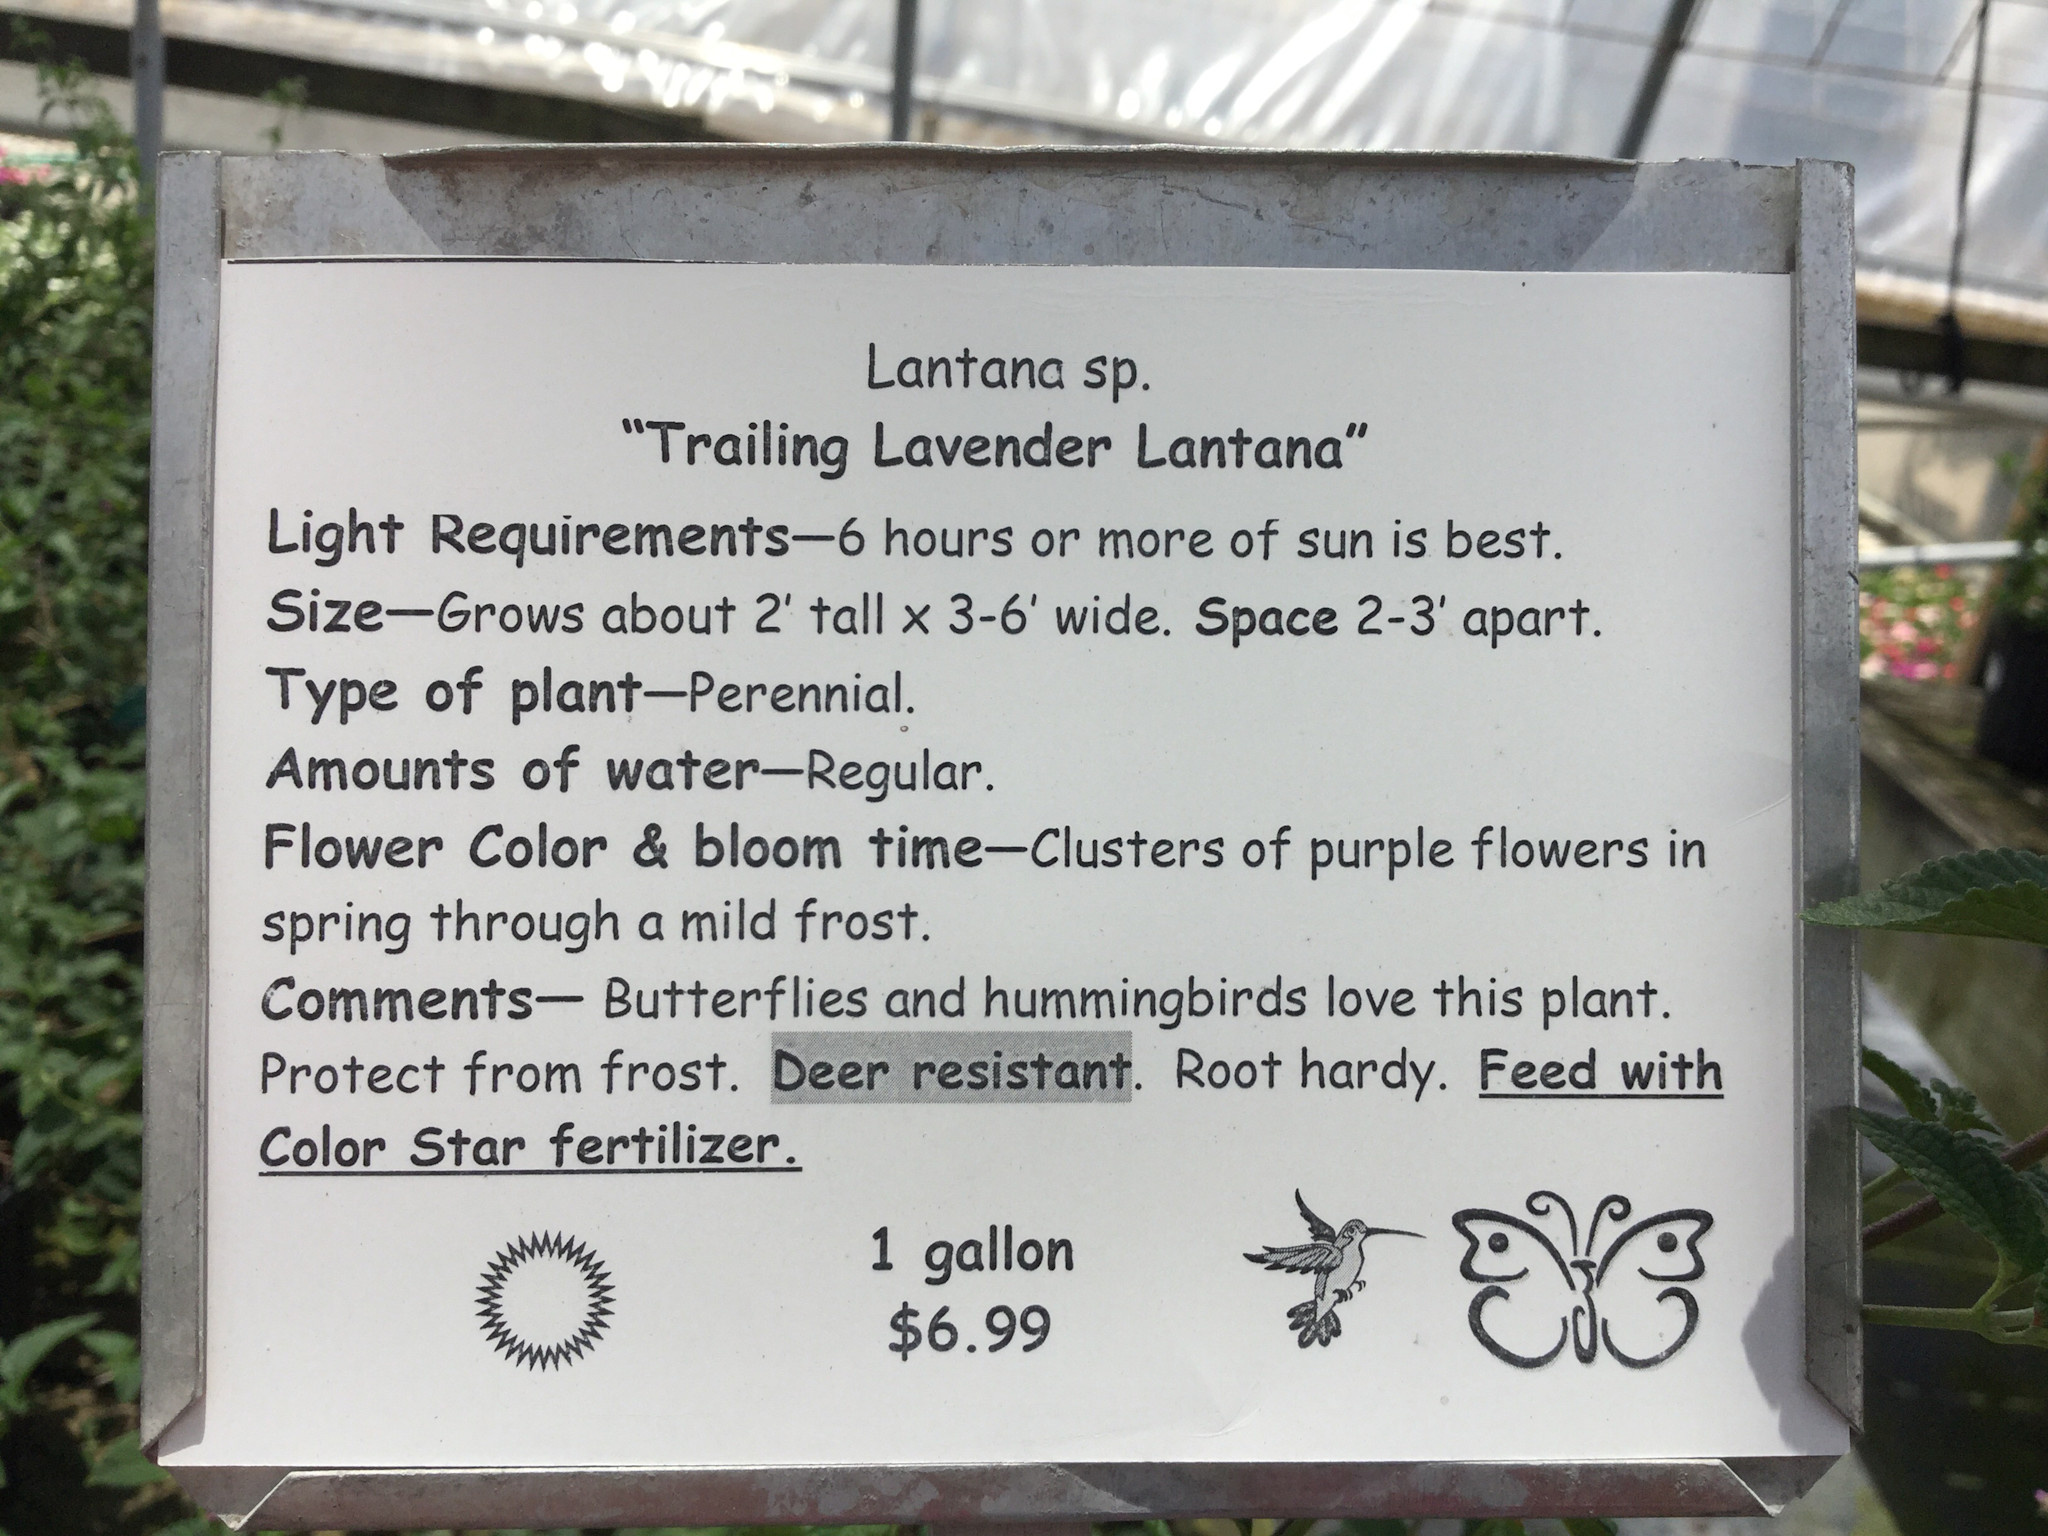 Lantana sp.
“Trailing Lavender Lantana”
Light Requirements—6 hours or more of sun is best.
Size—Grows about 2' tall x 3-6' wide. Space 2-3' apart.
Type of plant—Perennial.
Amounts of water—Regular.
Flower Color & bloom time—Clusters of purple flowers in
spring through a mild frost.
Comments— Butterflies and hummingbirds love this plant.
Protect from frost. Deer resistant. Root hardy. Feed with
Color Star fertilizer.
1 gallon
$6.99